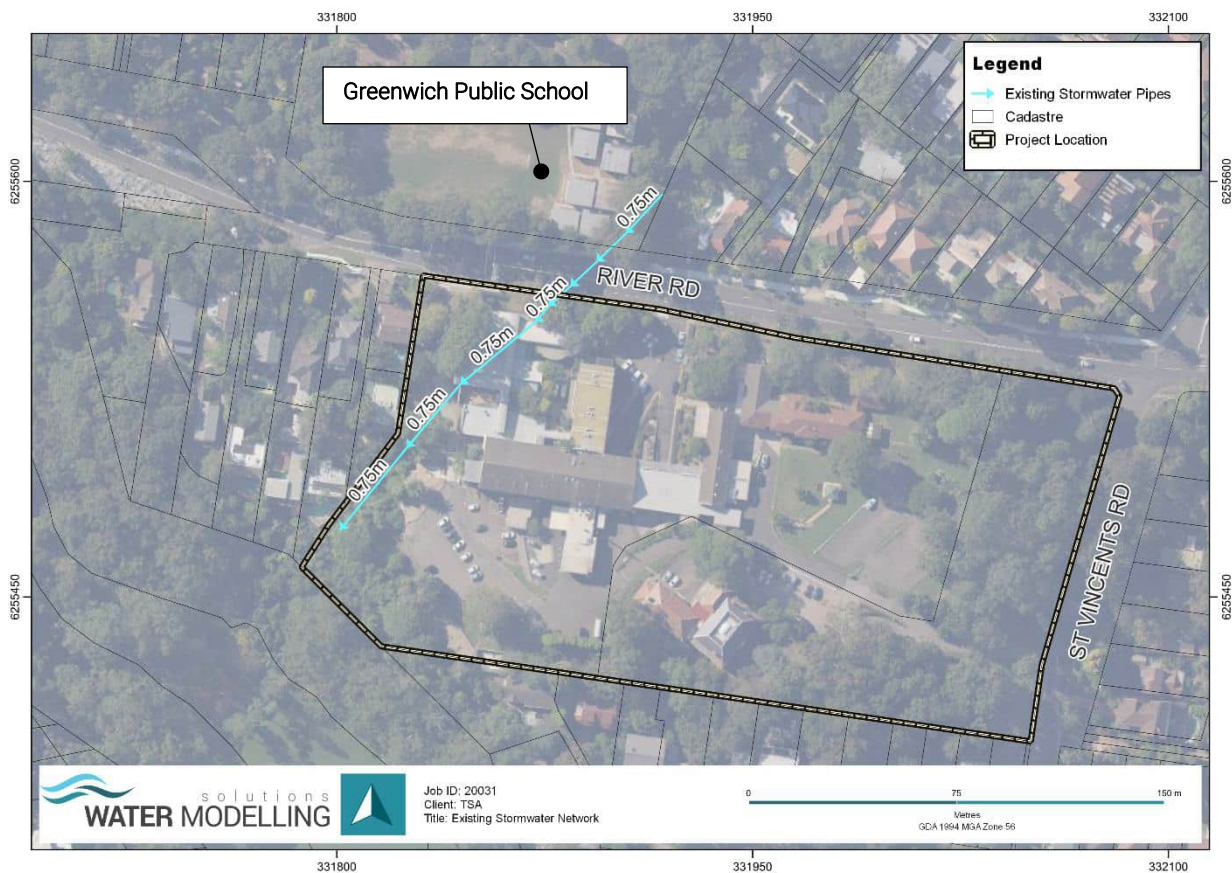 331800
331950
332100
6255600
6255600
6255450
6255450
Legend
Existing Stormwater Pipes
Cadastre
Project Location
Greenwich Public School
0.75m
RIVER RD
0.75m
0.75m
0.75m
0.75m
ST VINCENTS RD
solutions
WATER MODELLING
Job ID: 20031
Client: TSA
Title: Existing Stormwater Network
0
75
150 m
Metres
GDA 1994 MGA Zone 56
331800
331950
332100